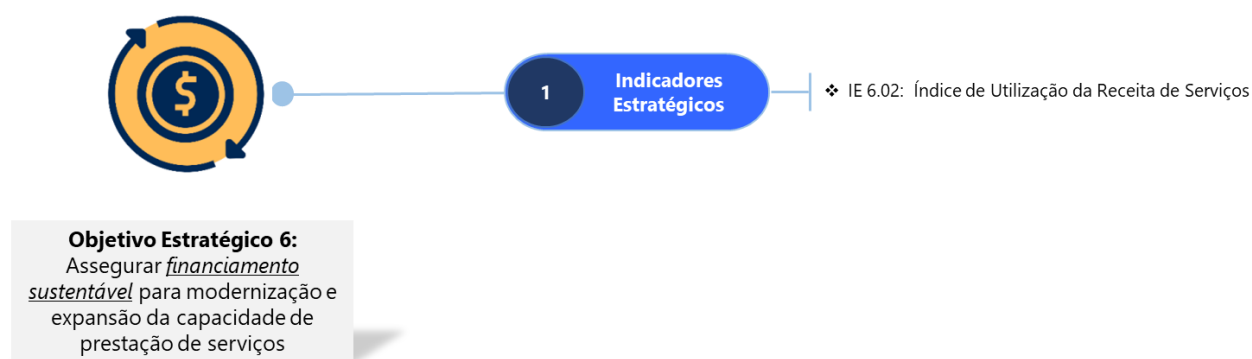 $
1
Indicadores
Estratégicos
❖ IE 6.02: Índice de Utilização da Receita de Serviços
Objetivo Estratégico 6:
Assegurar financiamento
sustentável para modernização e
expansão da capacidade de
prestação de serviços